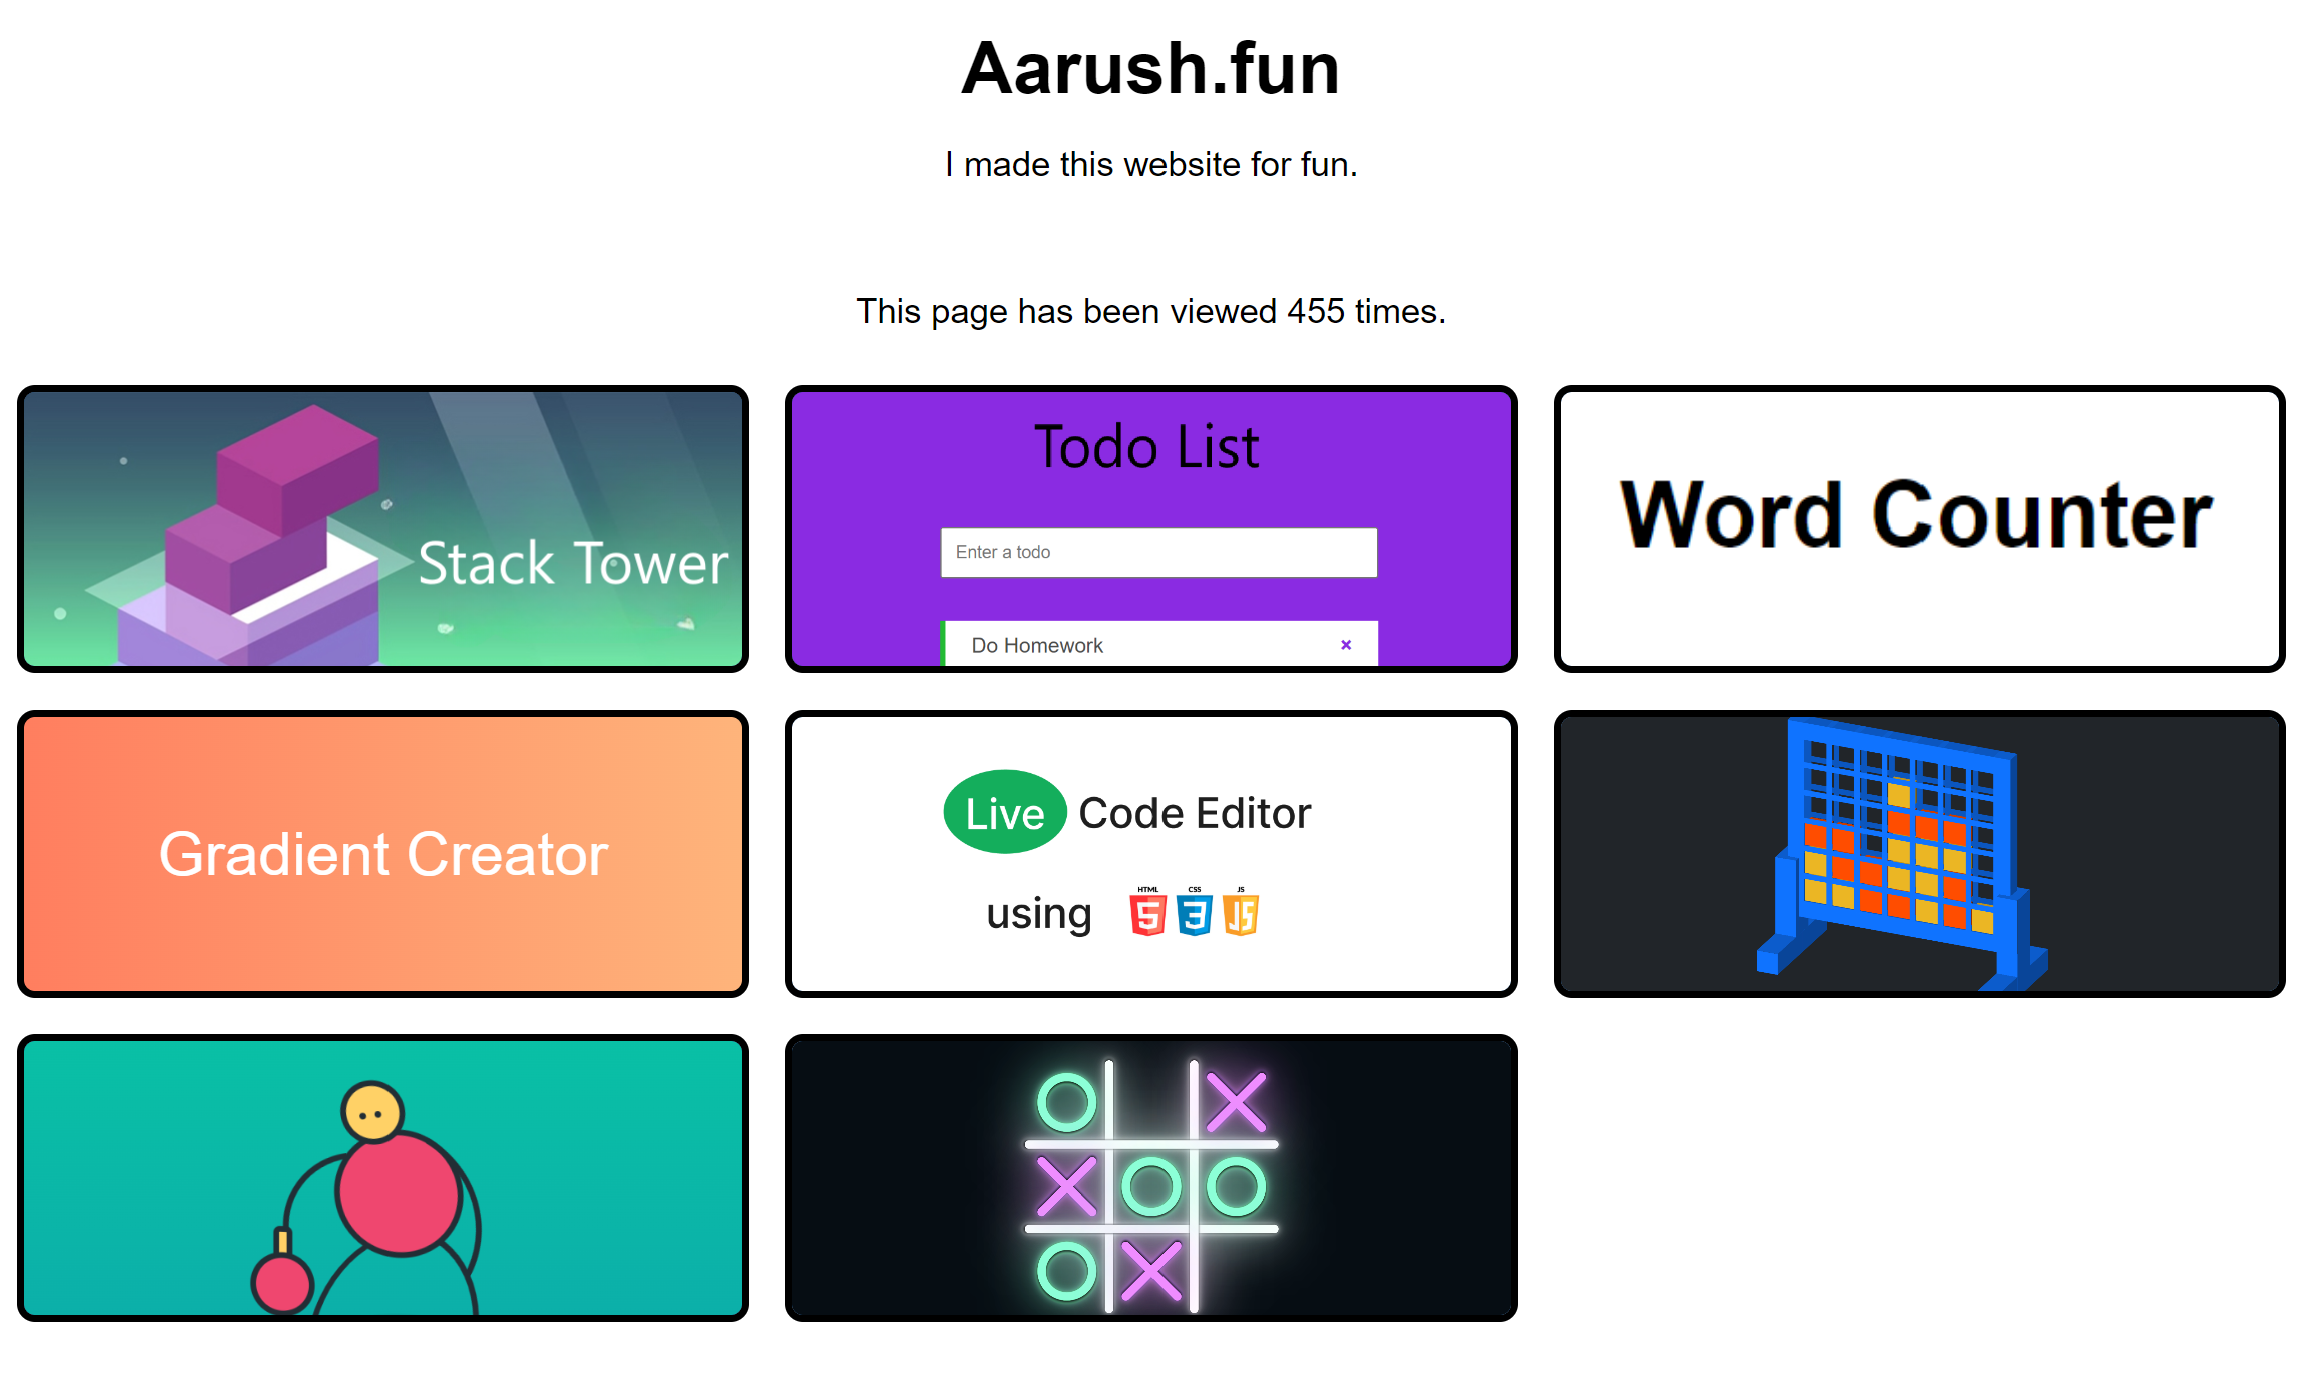 Aarush.fun
I made this website for fun.
This page has been viewed 455 times.
Stack Tower
Todo List
Enter a todo
Do Homework ×
Word Counter
Gradient Creator
Live Code Editor
HTML CSS JS
using 5 3 JS